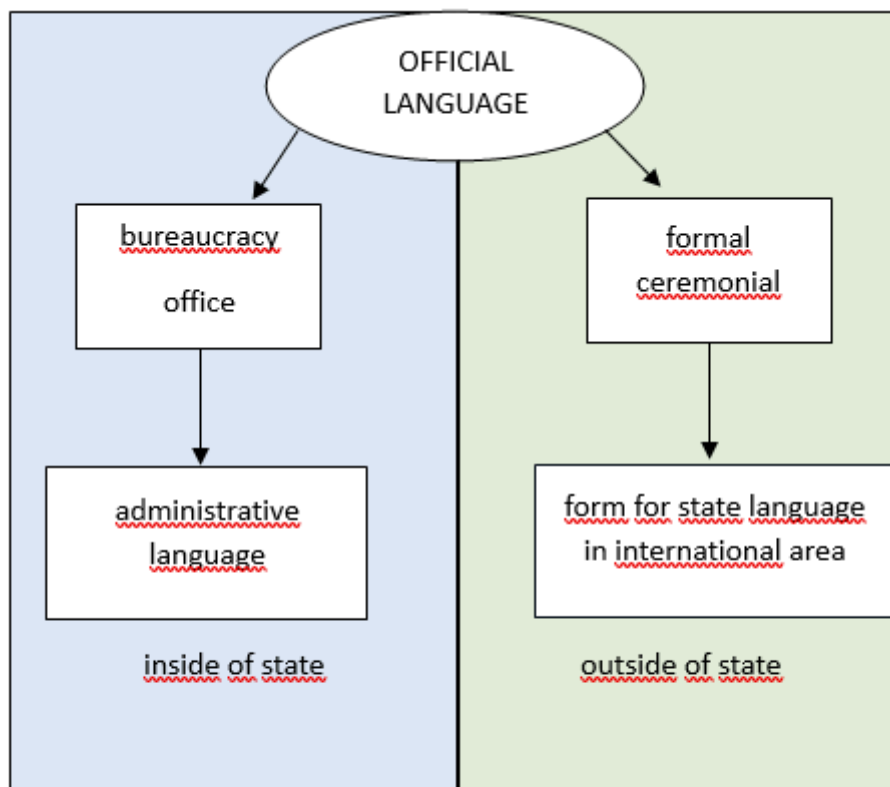 OFFICIAL
LANGUAGE
bureaucracy
office
administrative
language
inside of state
formal
ceremonial
form for state language
in international area
outside of state